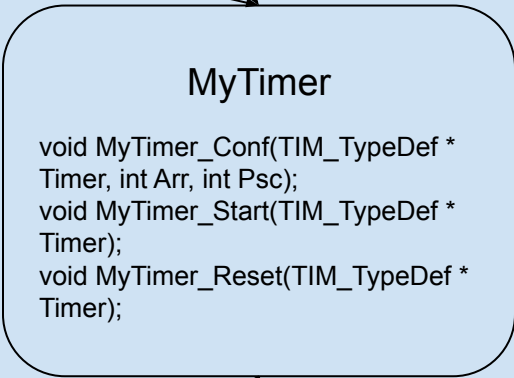 MyTimer
void MyTimer_Conf(TIM_TypeDef *
Timer, int Arr, int Psc);
void MyTimer_Start(TIM_TypeDef *
Timer);
void MyTimer_Reset(TIM_TypeDef *
Timer);